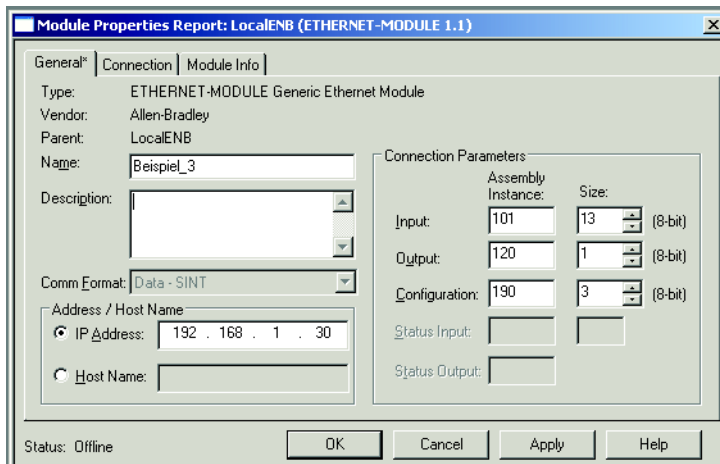 Module Properties Report: LocalENB (ETHERNET-MODULE 1.1)
General* Connection Module Info
Type: ETHERNET-MODULE Generic Ethernet Module
Vendor: Allen-Bradley
Parent: LocalENB
Name: Beispiel_3
Description:
Comm Format: Data - SINT
Address / Host Name
IP Address: 192 . 168 . 1 . 30
Host Name:
Connection Parameters
Assembly Instance: Size:
Input: 101 13 (8-bit)
Output: 120 1 (8-bit)
Configuration: 190 3 (8-bit)
Status Input:
Status Output:
Status: Offline
OK Cancel Apply Help